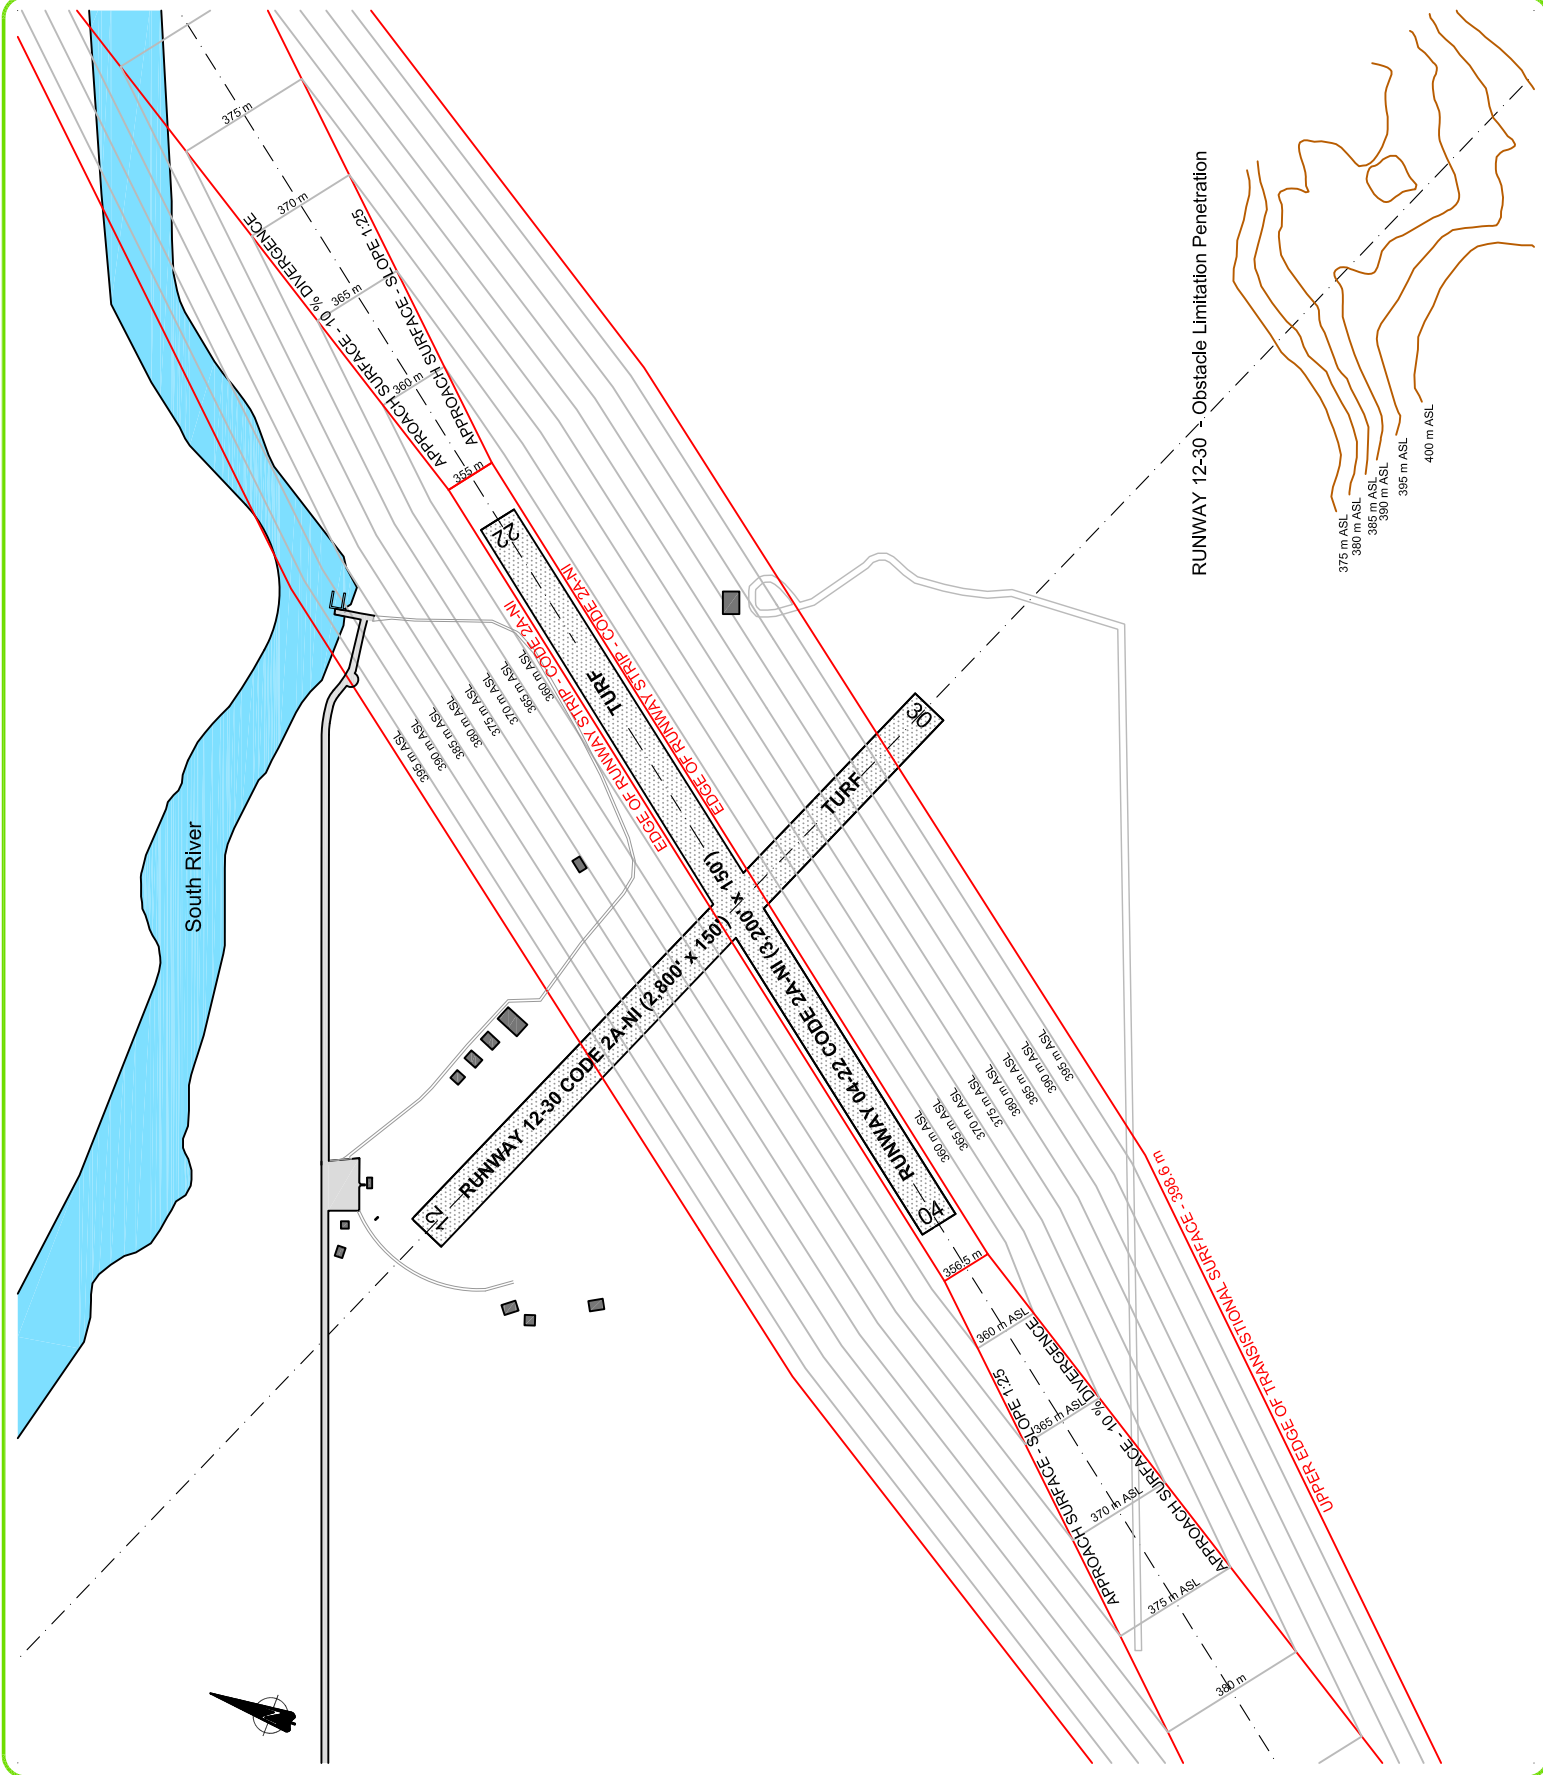 375 m
370 m
365 m
360 m
355 m
APPROACH SURFACE - 10 % DIVERGENCE
APPROACH SURFACE - SLOPE 1:25
22
EDGE OF RUNWAY STRIP - CODE 2A-NI
EDGE OF RUNWAY STRIP - CODE 2A-NI
TURF
360 m ASL
365 m ASL
370 m ASL
375 m ASL
380 m ASL
385 m ASL
390 m ASL
395 m ASL
South River
RUNWAY 12-30 - Obstacle Limitation Penetration
375 m ASL
380 m ASL
385 m ASL
390 m ASL
395 m ASL
400 m ASL
30
TURF
RUNWAY 12-30 CODE 2A-NI (2,800' x 150')
12
RUNWAY 04-22 CODE 2A-NI (3,200' x 150')
04
360 m ASL
365 m ASL
370 m ASL
375 m ASL
380 m ASL
385 m ASL
390 m ASL
395 m ASL
356.5 m
360 m ASL
365 m ASL
370 m ASL
375 m ASL
380 m
APPROACH SURFACE - SLOPE 1:25
APPROACH SURFACE - 10 % DIVERGENCE
UPPER EDGE OF TRANSISTIONAL SURFACE - 398.6 m